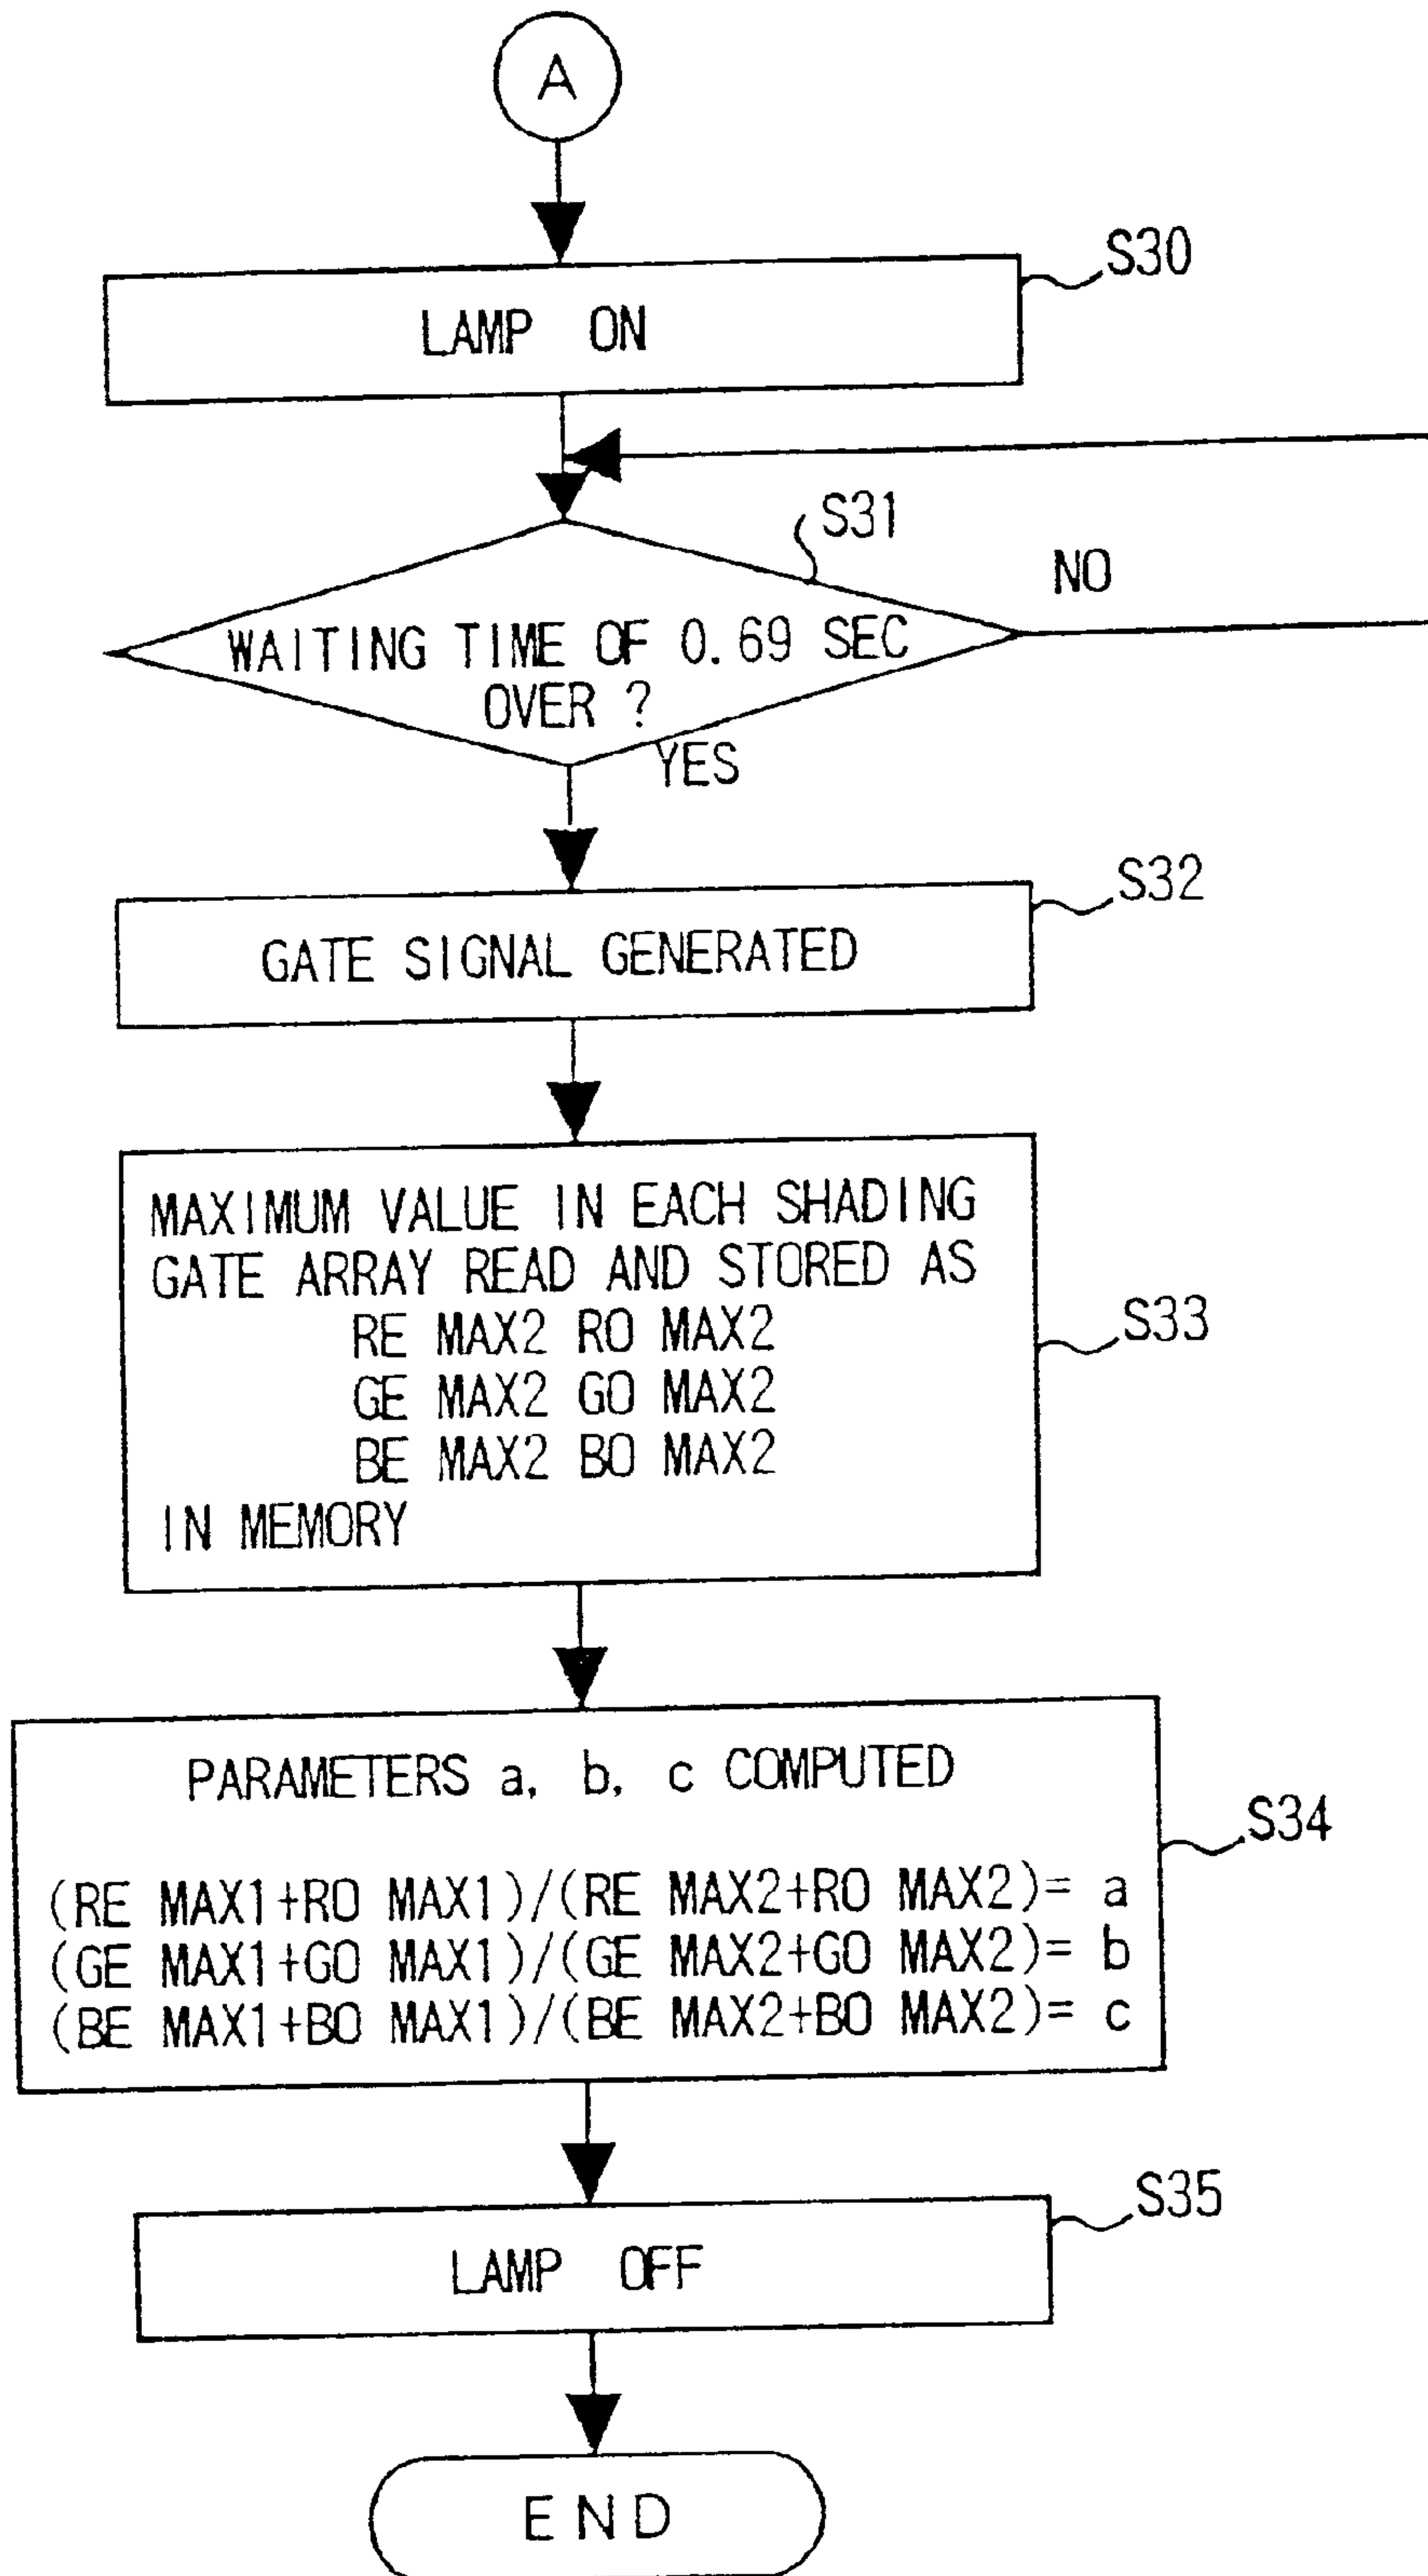 A
S30
LAMP ON
S31
NO
WAITING TIME OF 0.69 SEC
OVER ?
YES
S32
GATE SIGNAL GENERATED
MAXIMUM VALUE IN EACH SHADING
GATE ARRAY READ AND STORED AS
RE MAX2 RO MAX2
GE MAX2 GO MAX2
BE MAX2 BO MAX2
IN MEMORY
S33
PARAMETERS a, b, c COMPUTED
(RE MAX1+RO MAX1)/(RE MAX2+RO MAX2)= a
(GE MAX1+GO MAX1)/(GE MAX2+GO MAX2)= b
(BE MAX1+BO MAX1)/(BE MAX2+BO MAX2)= c
S34
S35
LAMP OFF
END